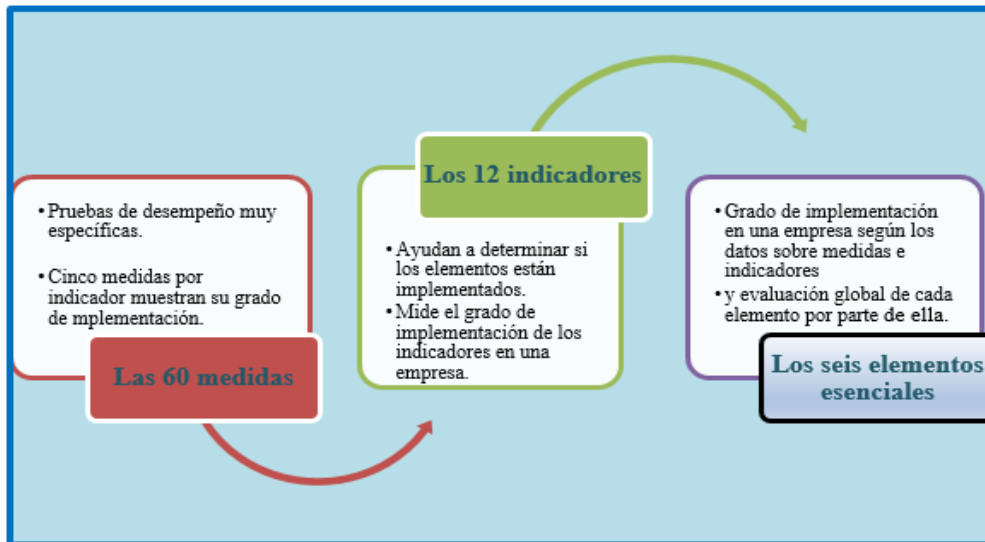 • Pruebas de desempeño muy
específicas.
• Cinco medidas por
indicador muestran su grado
de mplementación.
Las 60 medidas
Los 12 indicadores
• Ayudan a determinar si
los elementos están
implementados.
• Mide el grado de
implementación de los
indicadores en una
empresa.
• Grado de implementación
en una empresa según los
datos sobre medidas e
indicadores
• y evaluación global de cada
elemento por parte de ella.
Los seis elementos
esenciales